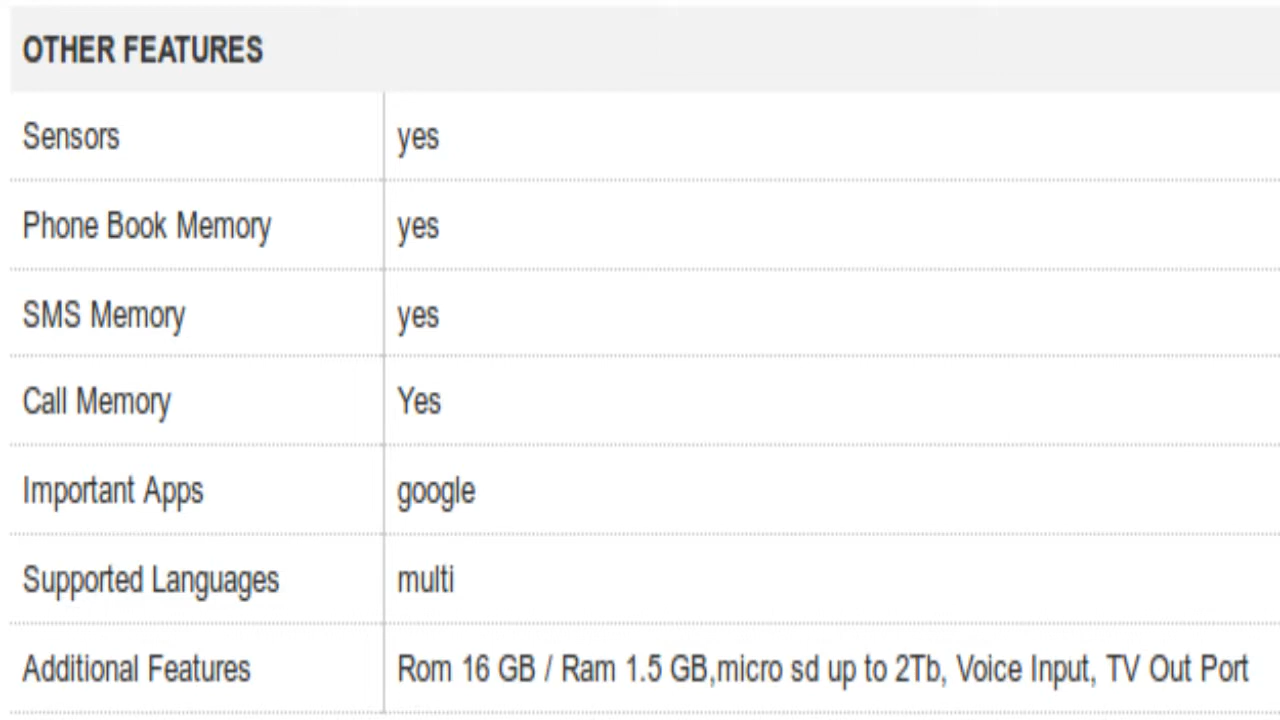 OTHER FEATURES
Sensors yes
Phone Book Memory yes
SMS Memory yes
Call Memory Yes
Important Apps google
Supported Languages multi
Additional Features Rom 16 GB / Ram 1.5 GB,micro sd up to 2Tb, Voice Input, TV Out Port